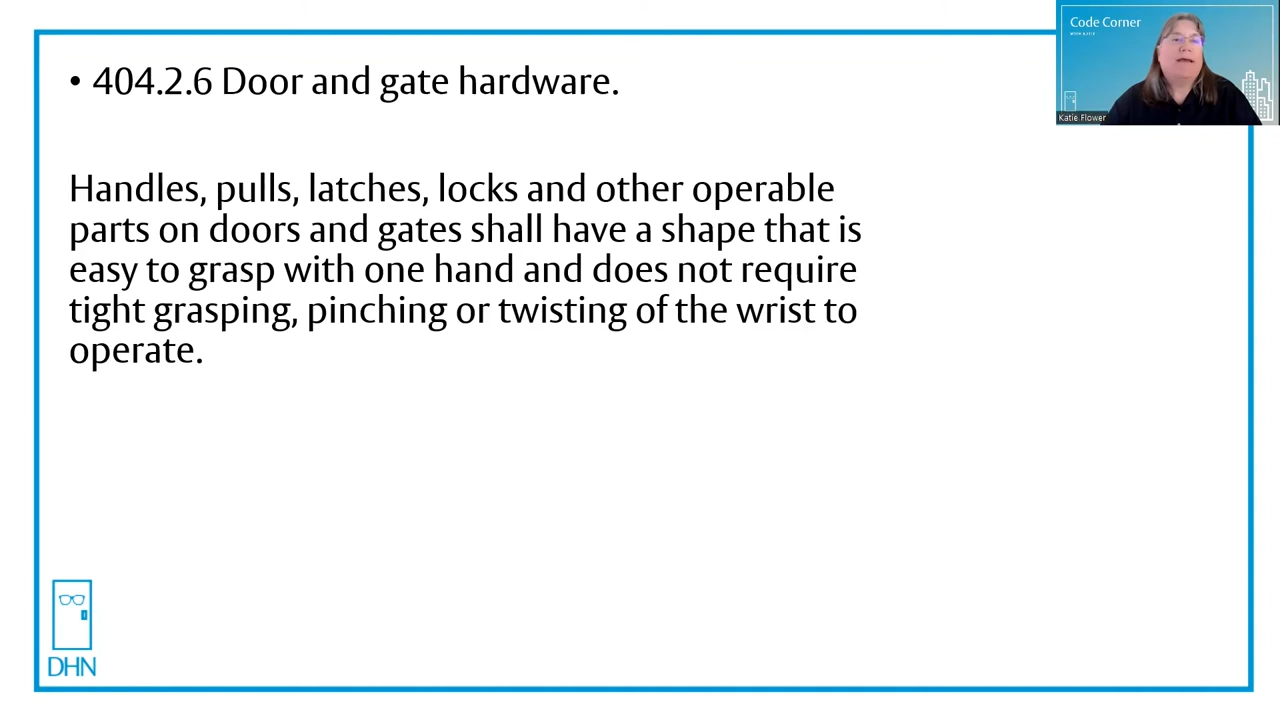 Code Corner
Katie Flower
• 404.2.6 Door and gate hardware.
Handles, pulls, latches, locks and other operable
parts on doors and gates shall have a shape that is
easy to grasp with one hand and does not require
tight grasping, pinching or twisting of the wrist to
operate.
DHN